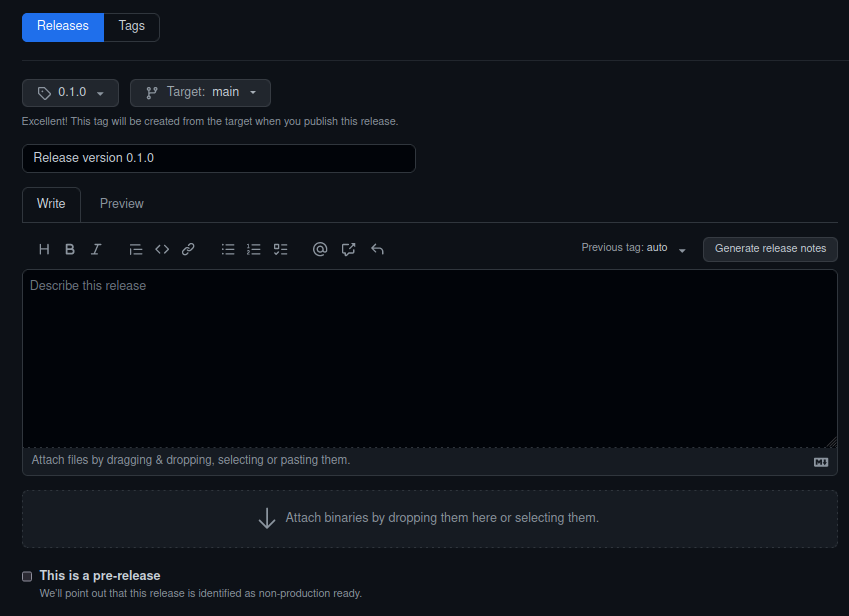 Releases Tags
0.1.0 Target: main
Excellent! This tag will be created from the target when you publish this release.
Release version 0.1.0
Write Preview
H B I @ Previous tag: auto Generate release notes
Describe this release
Attach files by dragging & dropping, selecting or pasting them.
Attach binaries by dropping them here or selecting them.
This is a pre-release
We'll point out that this release is identified as non-production ready.